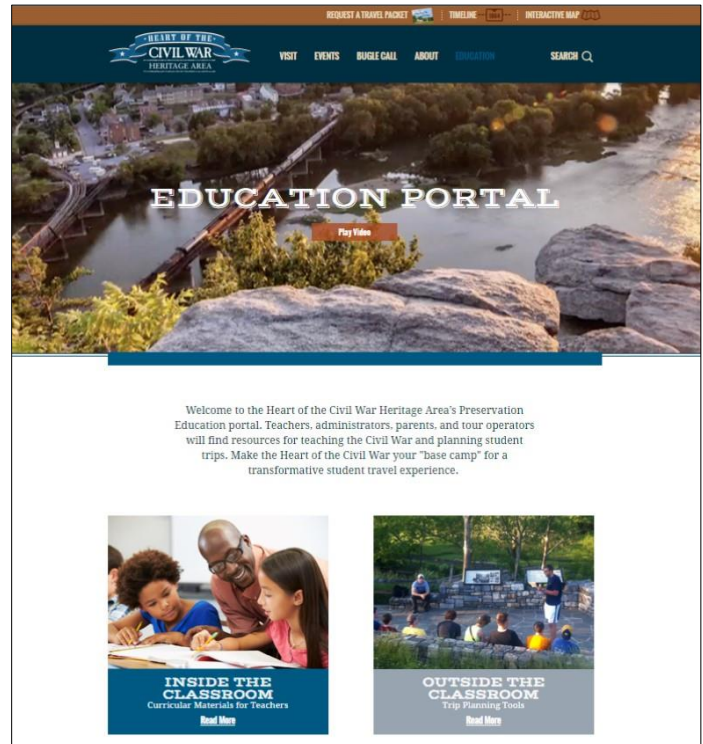 REQUEST A TRAVEL PACKET | TIMELINE | INTERACTIVE MAP
HEART OF THE
CIVIL WAR
HERITAGE AREA
VISIT EVENTS BUGLE CALL ABOUT EDUCATION SEARCH
EDUCATION PORTAL
Play Video
Welcome to the Heart of the Civil War Heritage Area's Preservation
Education portal. Teachers, administrators, parents, and tour operators
will find resources for teaching the Civil War and planning student
trips. Make the Heart of the Civil War your "base camp" for a
transformative student travel experience.
INSIDE THE
CLASSROOM
Curricular Materials for Teachers
Read More
OUTSIDE THE
CLASSROOM
Trip Planning Tools
Read More